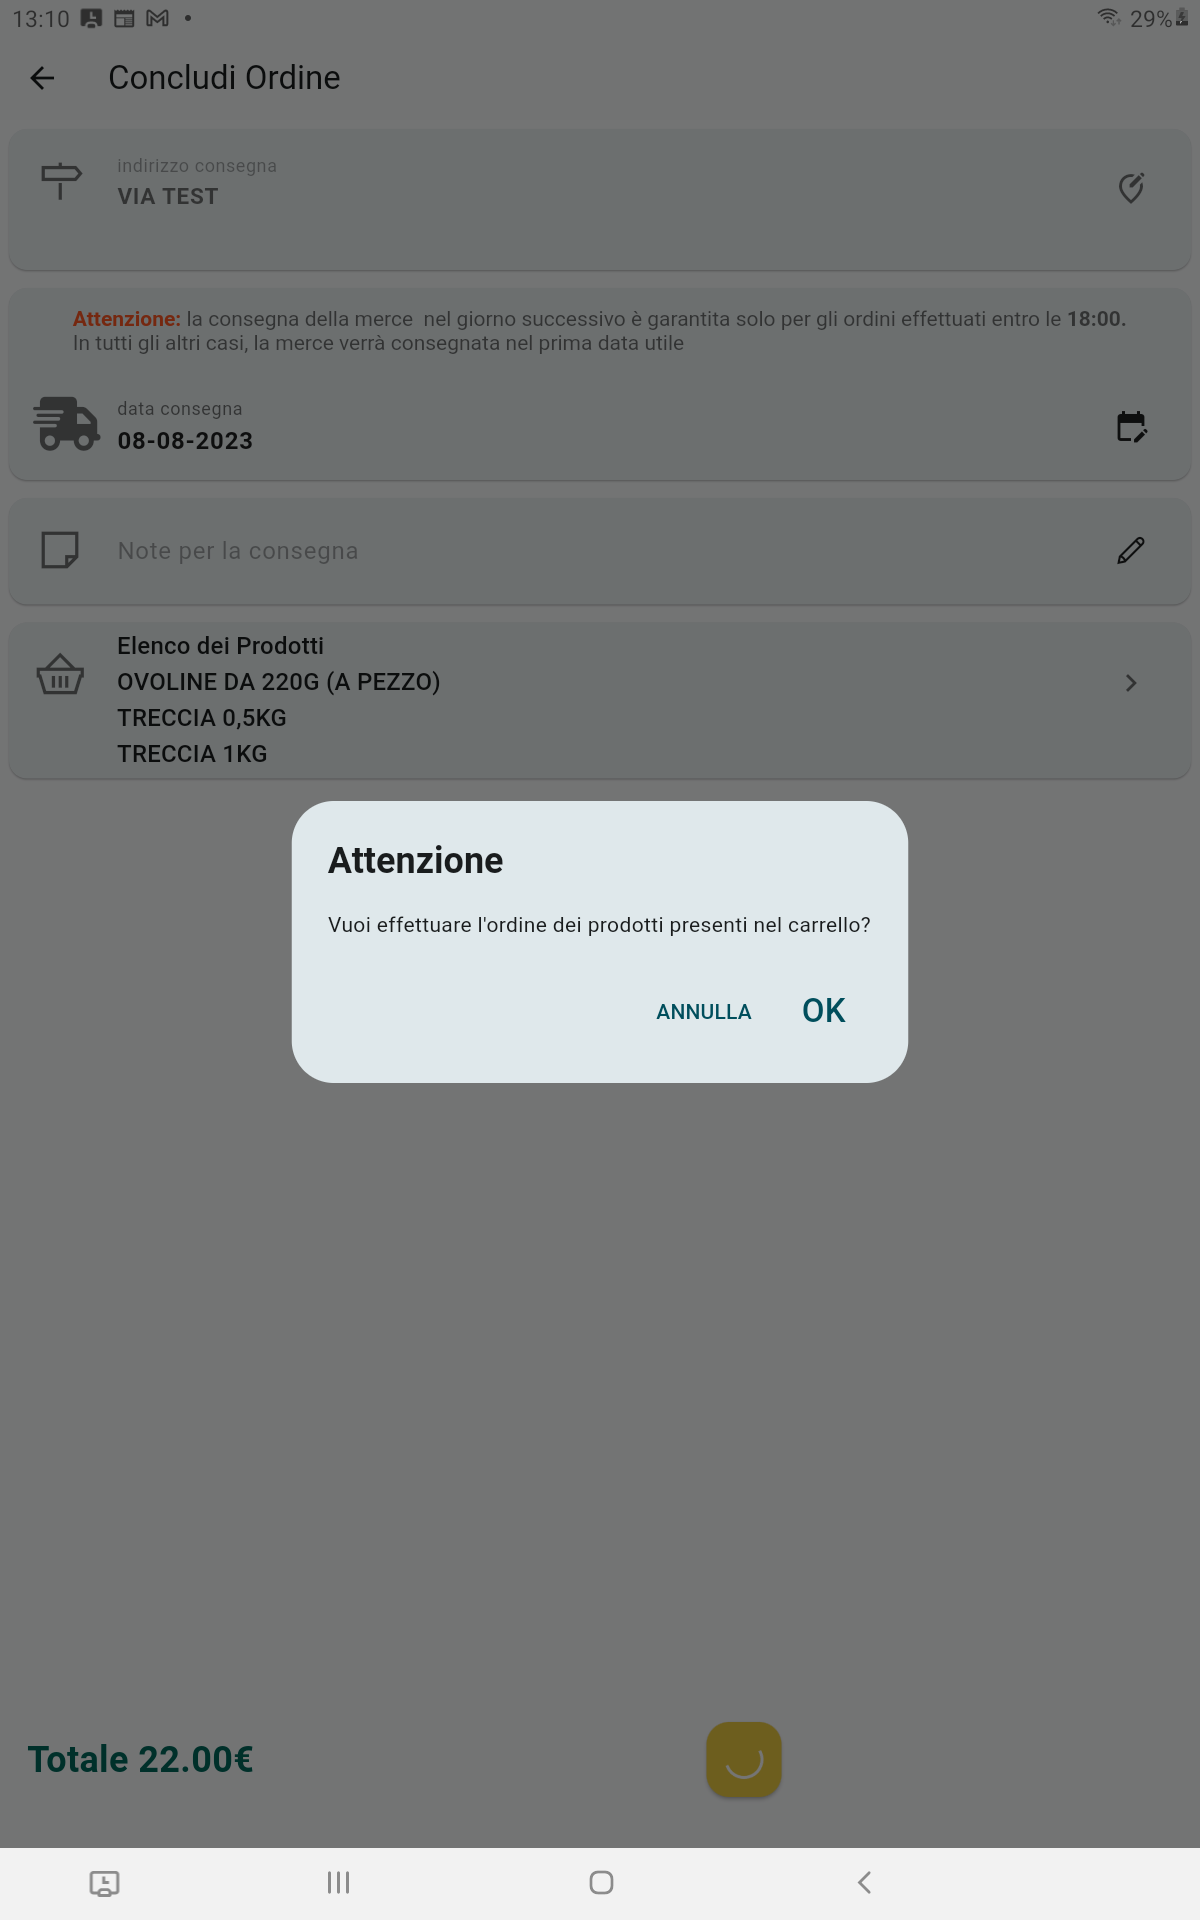 13:10
29%
Concludi Ordine
indirizzo consegna
VIA TEST
Attenzione: la consegna della merce  nel giorno successivo è garantita solo per gli ordini effettuati entro le 18:00.
In tutti gli altri casi, la merce verrà consegnata nel prima data utile
data consegna
08-08-2023
Note per la consegna
Elenco dei Prodotti
OVOLINE DA 220G (A PEZZO)
TRECCIA 0,5KG
TRECCIA 1KG
Attenzione
Vuoi effettuare l'ordine dei prodotti presenti nel carrello?
ANNULLA OK
Totale 22.00€